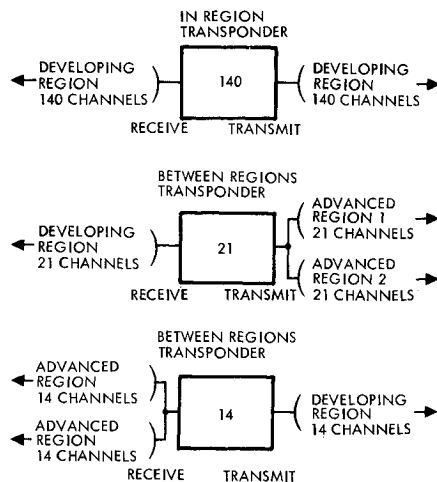 IN REGION
TRANSPONDER
DEVELOPING
REGION
140 CHANNELS
140
DEVELOPING
REGION
140 CHANNELS
RECEIVE
TRANSMIT
BETWEEN REGIONS
TRANSPONDER
DEVELOPING
REGION
21 CHANNELS
21
ADVANCED
REGION 1
21 CHANNELS
ADVANCED
REGION 2
21 CHANNELS
RECEIVE
TRANSMIT
BETWEEN REGIONS
TRANSPONDER
ADVANCED
REGION
14 CHANNELS
ADVANCED
REGION
14 CHANNELS
14
DEVELOPING
REGION
14 CHANNELS
RECEIVE
TRANSMIT